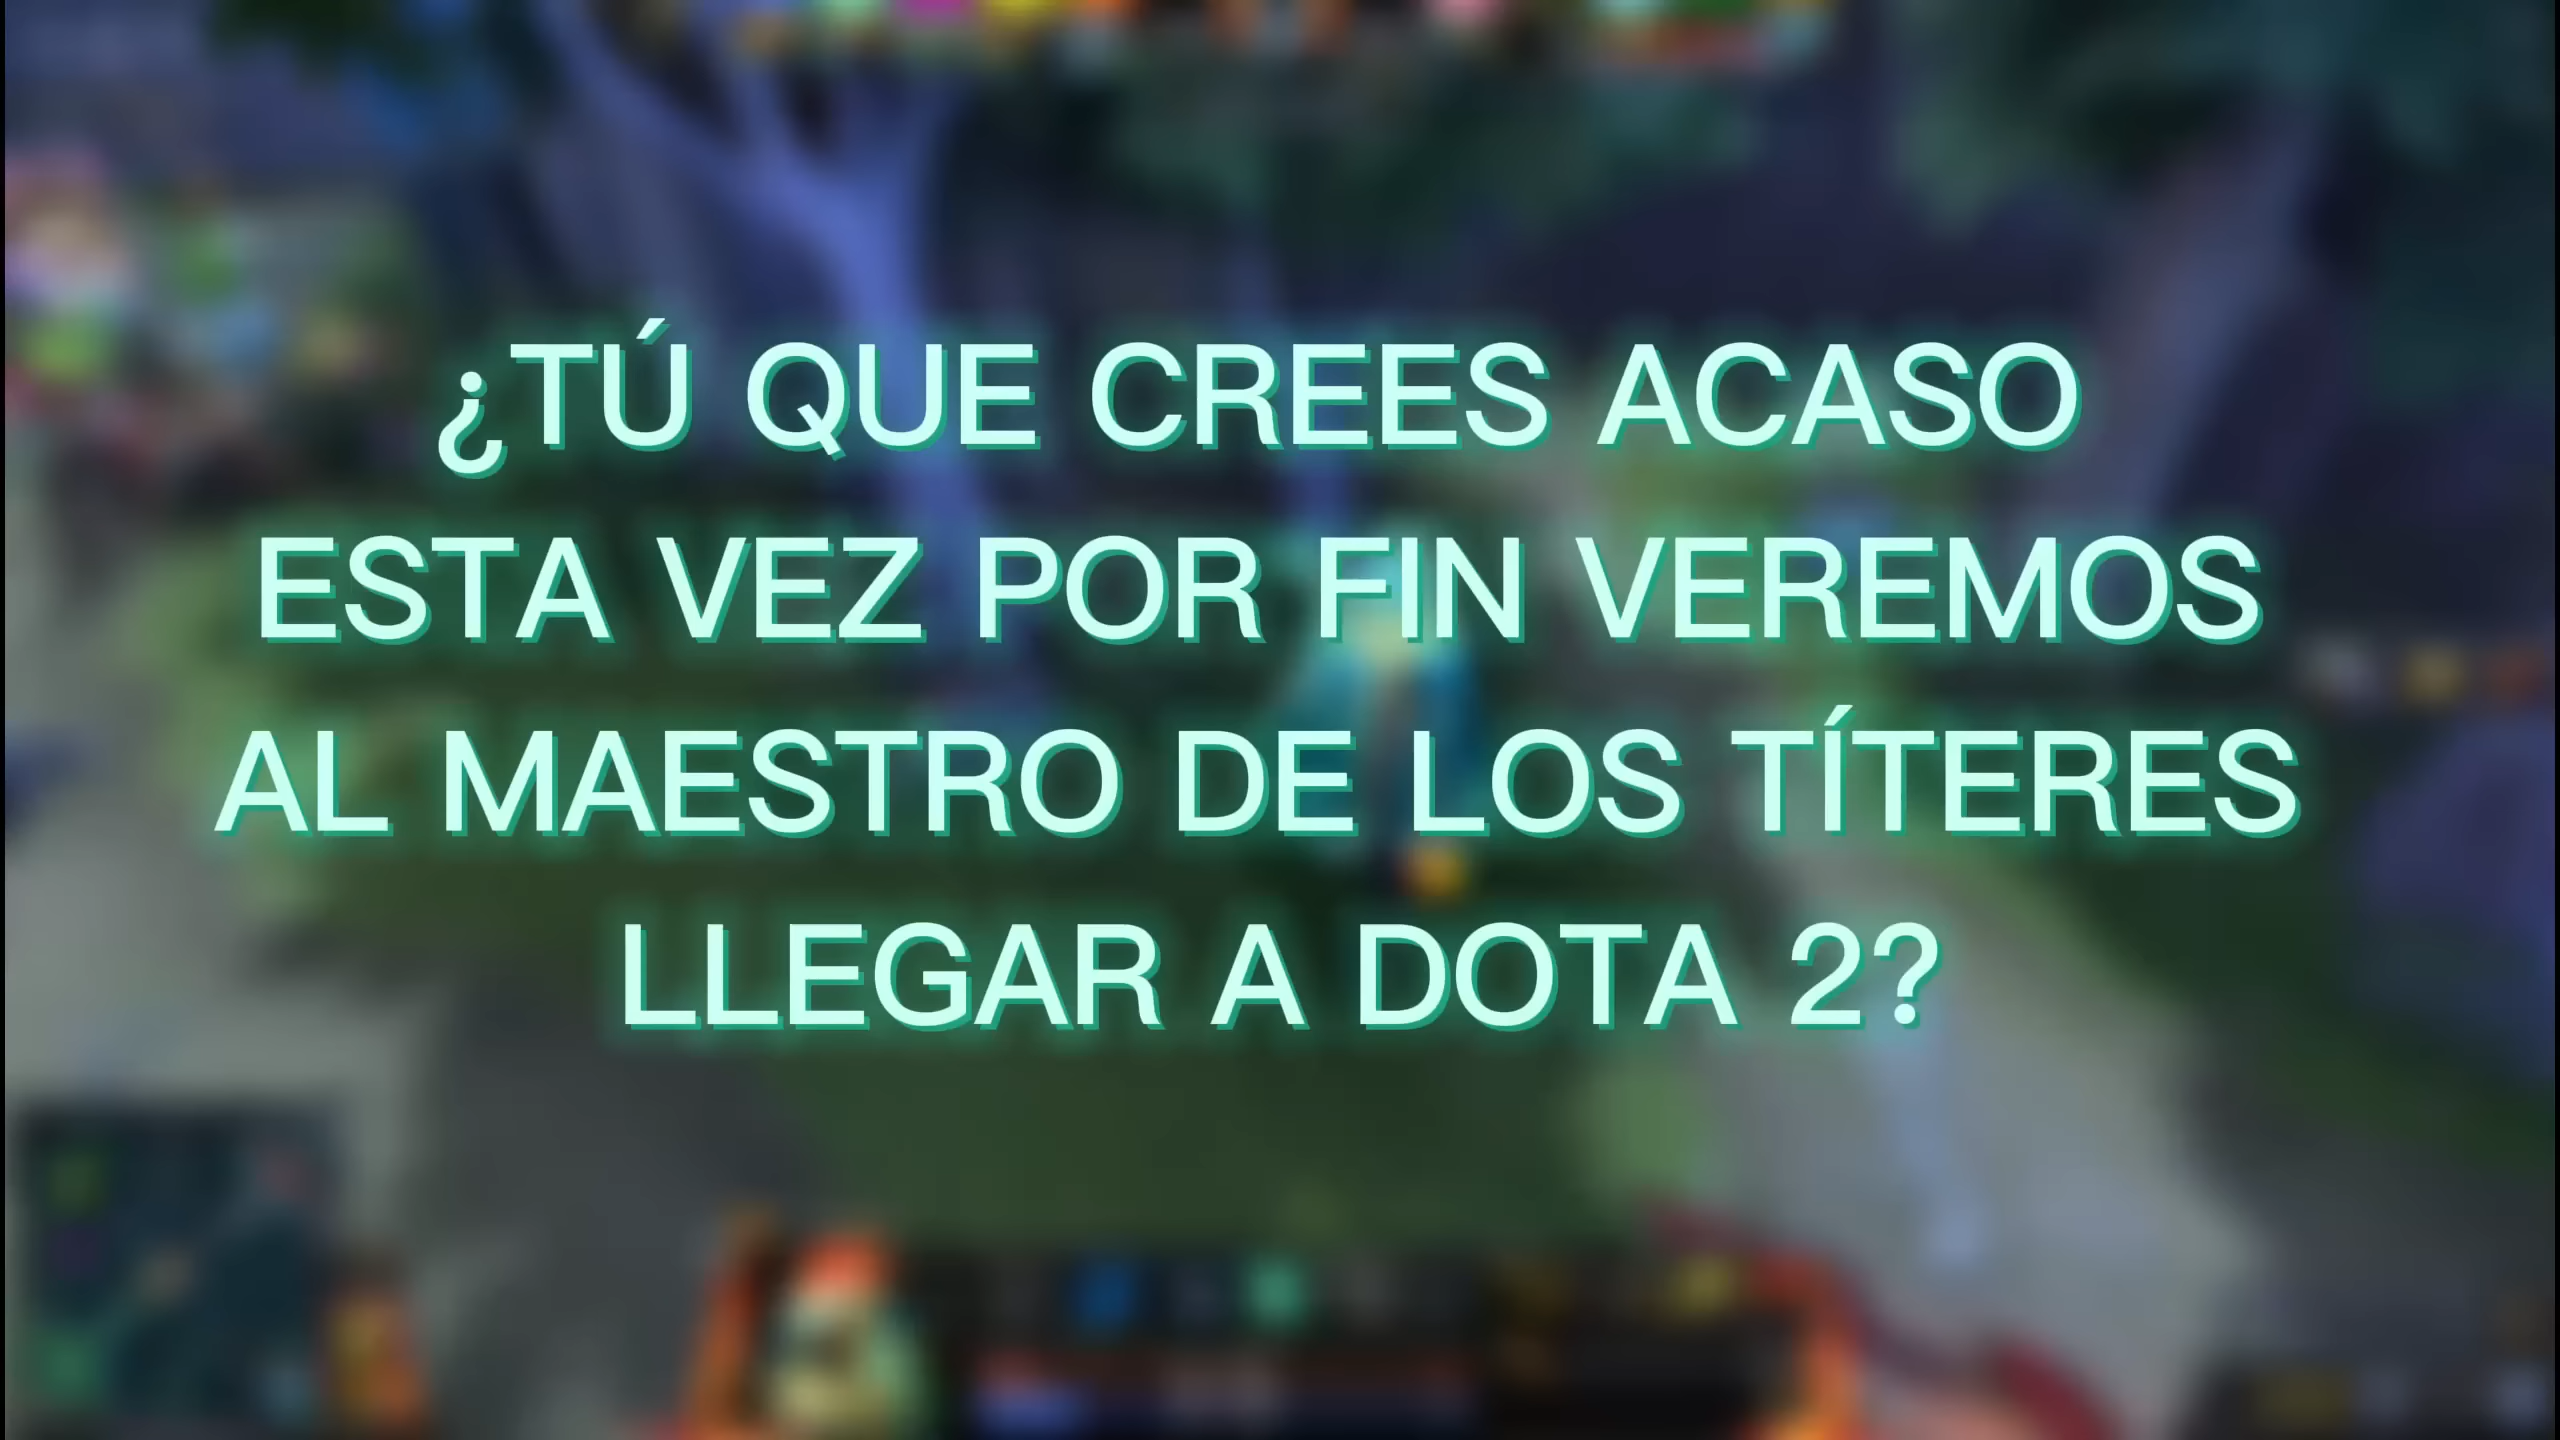 ¿TÚ QUE CREES ACASO
ESTA VEZ POR FIN VEREMOS
AL MAESTRO DE LOS TÍTERES
LLEGAR A DOTA 2?